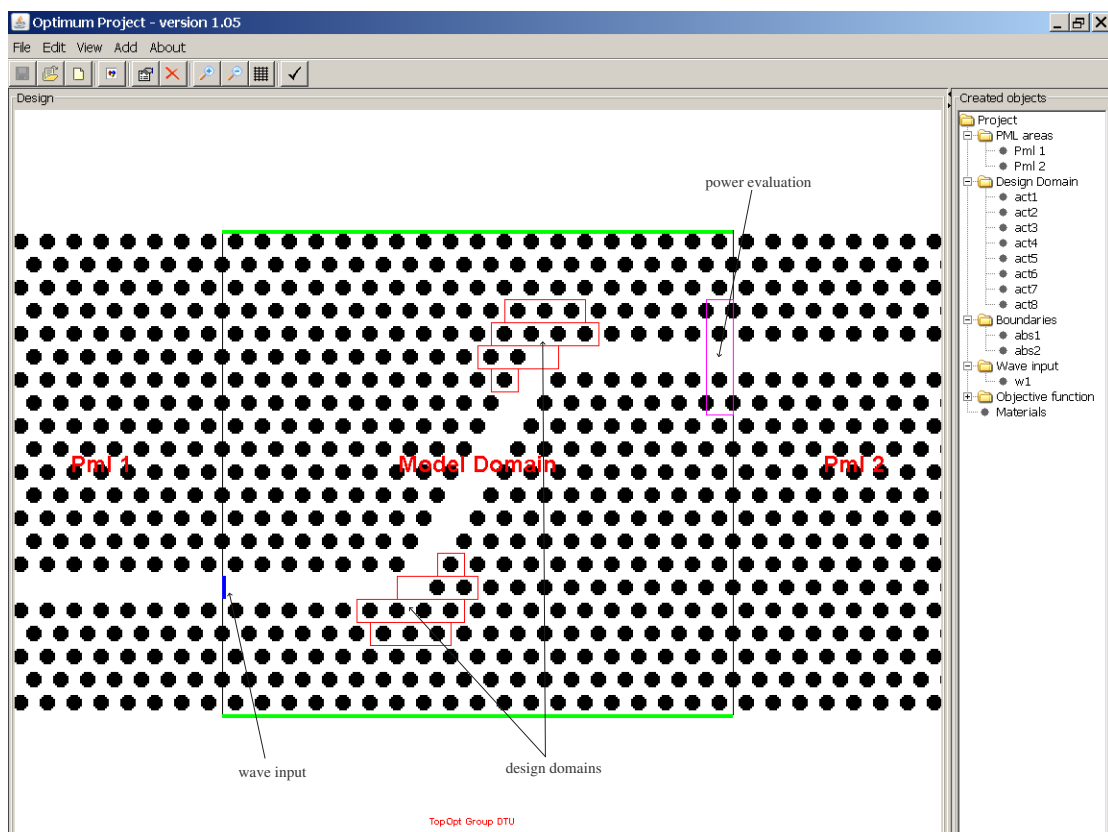 Optimum Project - version 1.05
File Edit View Add About
Design
Created objects
Project
PML areas
Pml 1
Pml 2
Design Domain
act1
act2
act3
act4
act5
act6
act7
act8
Boundaries
abs1
abs2
Wave input
w1
Objective function
Materials
power evaluation
Pml 1
Model Domain
Pml 2
wave input
design domains
TopOpt Group DTU